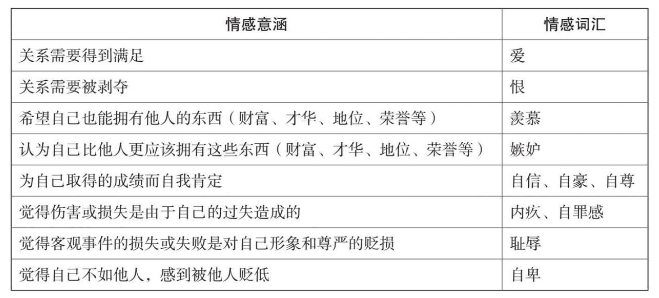 情感意涵 情感词汇
关系需要得到满足 爱
关系需要被剥夺 恨
希望自己也能拥有他人的东西（财富、才华、地位、荣誉等） 羡慕
认为自己比他人更应该拥有这些东西（财富、才华、地位、荣誉等） 嫉妒
为自己取得的成绩而自我肯定 自信、自豪、自尊
觉得伤害或损失是由于自己的过失造成的 内疚、自罪感
觉得客观事件的损失或失败是对自己形象和尊严的贬损 耻辱
觉得自己不如他人，感到被他人贬低 自卑